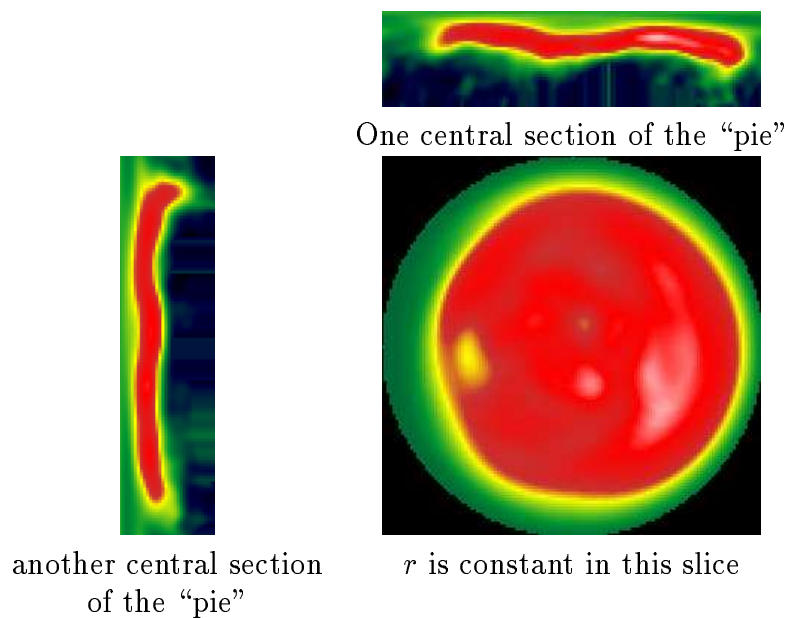 One central section of the “pie”
another central section
of the “pie”
r is constant in this slice